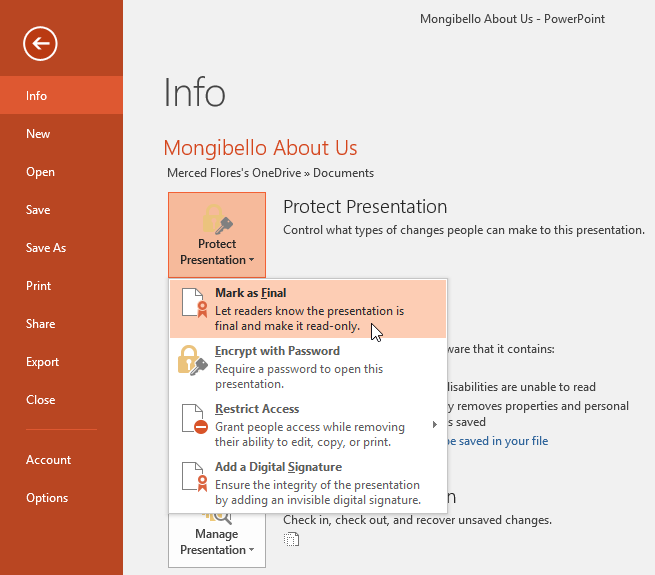 Mongibello About Us - PowerPoint
Info
New
Open
Save
Save As
Print
Share
Export
Close
Account
Options
Info
Mongibello About Us
Merced Flores's OneDrive » Documents
Protect
Presentation
Protect Presentation
Control what types of changes people can make to this presentation.
Mark as Final
Let readers know the presentation is
final and make it read-only.
Encrypt with Password
Require a password to open this
presentation.
Restrict Access
Grant people access while removing
their ability to edit, copy, or print.
Add a Digital Signature
Ensure the integrity of the presentation
by adding an invisible digital signature.
ware that it contains:
isabilities are unable to read
y removes properties and personal
s saved
be saved in your file
n
Manage
Presentation
Check in, check out, and recover unsaved changes.